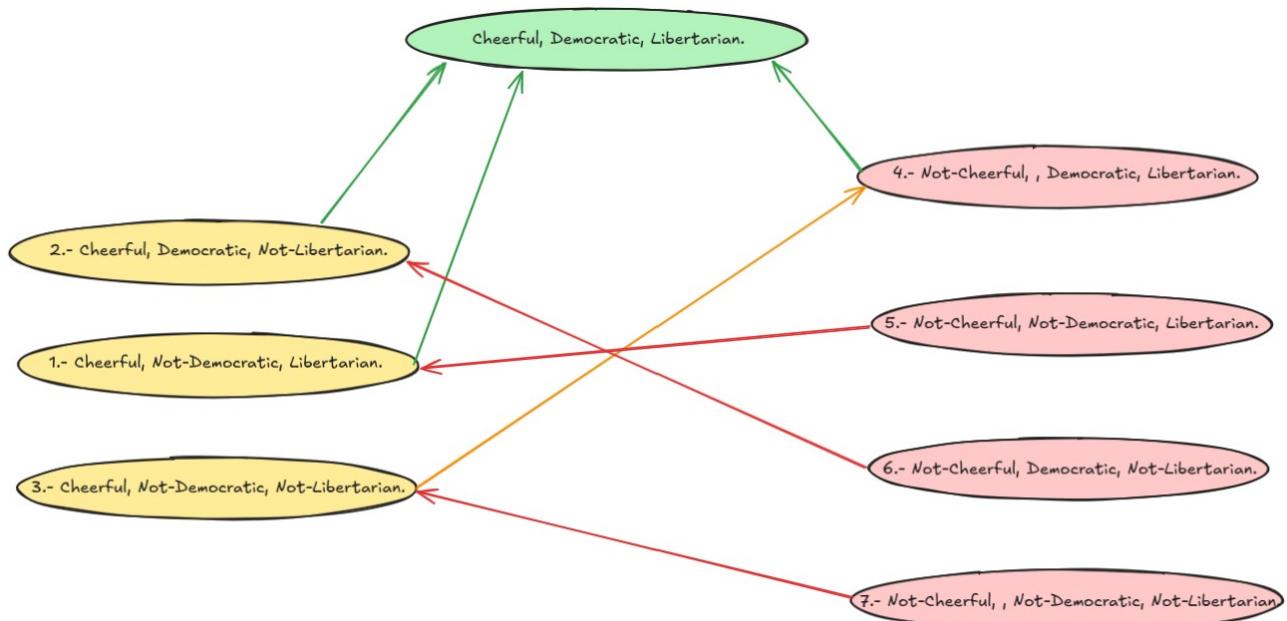 Cheerful, Democratic, Libertarian.
4.- Not-Cheerful, , Democratic, Libertarian.
2.- Cheerful, Democratic, Not-Libertarian.
5.- Not-Cheerful, Not-Democratic, Libertarian.
1.- Cheerful, Not-Democratic, Libertarian.
6.- Not-Cheerful, Democratic, Not-Libertarian.
3.- Cheerful, Not-Democratic, Not-Libertarian.
7.- Not-Cheerful, , Not-Democratic, Not-Libertarian